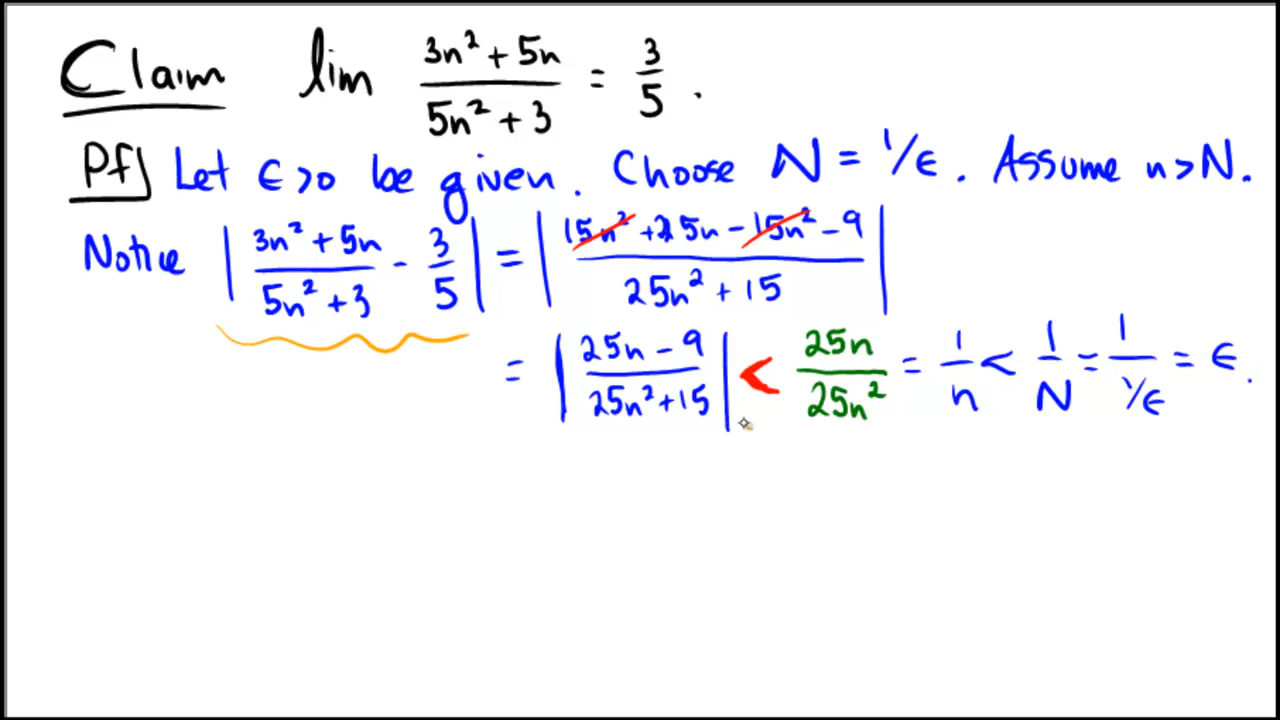 Claim lim (3n² + 5n)/(5n² + 3) = 3/5.
Pf] Let ϵ>0 be given. Choose N = 1/ϵ. Assume n>N.
Notice |(3n² + 5n)/(5n² + 3) - 3/5| = |(15n² + 25n - 15n² - 9)/(25n² + 15)|
= |(25n - 9)/(25n² + 15)| < 25n/25n² = 1/n < 1/N = 1/(1/ϵ) = ϵ.